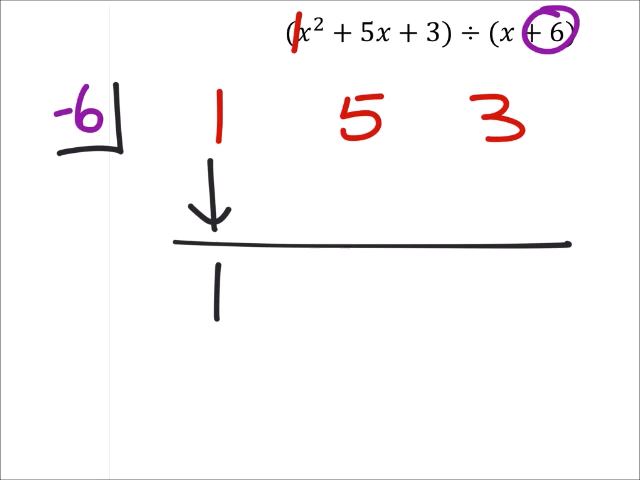 (x² + 5x + 3) ÷ (x + 6)
-6 1 5 3
1